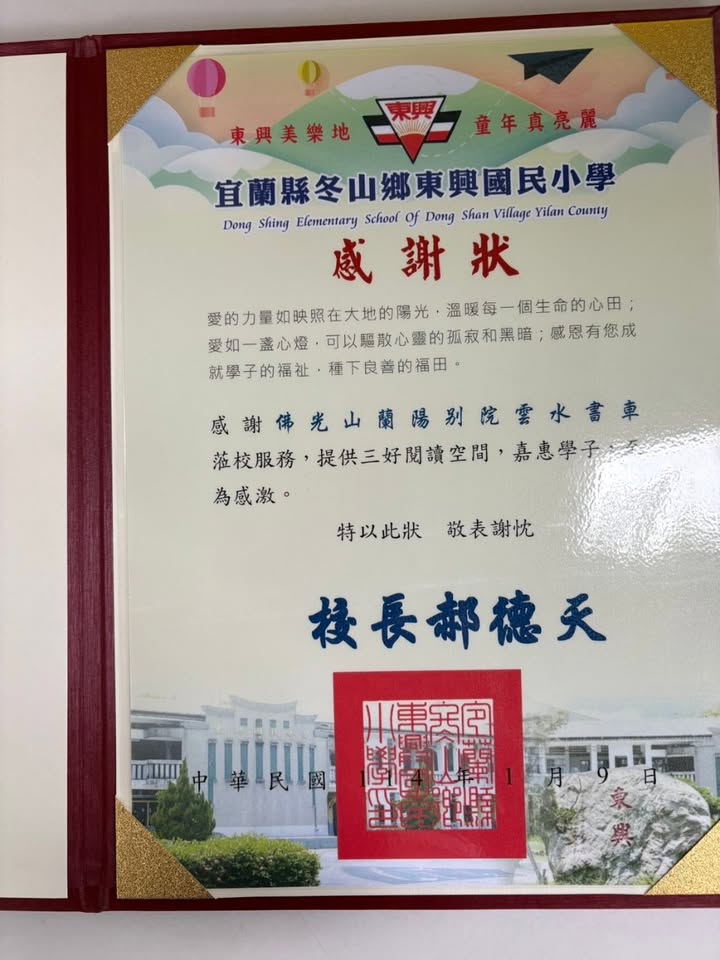 東興美樂地 東興 童年真亮麗
宜蘭縣冬山鄉東興國民小學
Dong Shing Elementary School Of Dong Shan Village Yilan County
感謝狀
愛的力量如映照在大地的陽光，溫暖每一個生命的心田；
愛如一盞心燈，可以驅散心靈的孤寂和黑暗；感恩有您成
就學子的福祉，種下良善的福田。
感謝佛光山蘭陽別院雲水書車
蒞校服務，提供三好閱讀空間，嘉惠學子，至
為感激。
特以此狀 敬表謝忱
校長郝德天
中華民國114年1月9日
東興